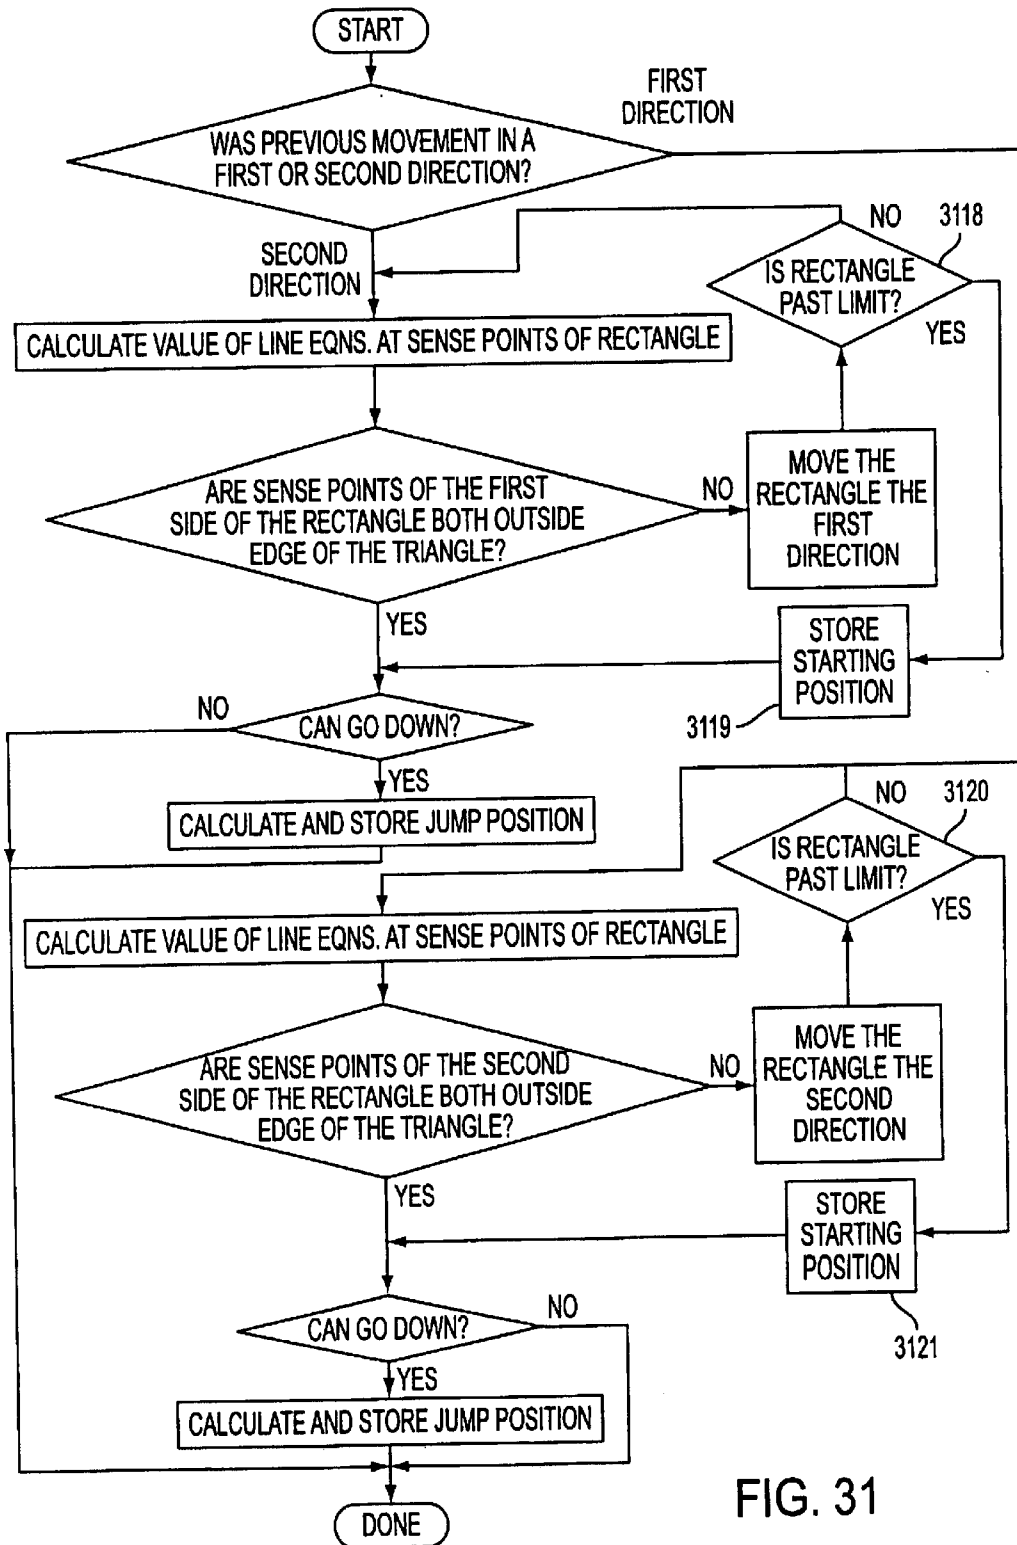 START
FIRST
DIRECTION
WAS PREVIOUS MOVEMENT IN A
FIRST OR SECOND DIRECTION?
SECOND
DIRECTION
NO
3118
IS RECTANGLE
PAST LIMIT?
YES
CALCULATE VALUE OF LINE EQNS. AT SENSE POINTS OF RECTANGLE
ARE SENSE POINTS OF THE FIRST
SIDE OF THE RECTANGLE BOTH OUTSIDE
EDGE OF THE TRIANGLE?
NO
MOVE THE
RECTANGLE THE
FIRST
DIRECTION
YES
STORE
STARTING
POSITION
3119
NO
CAN GO DOWN?
YES
CALCULATE AND STORE JUMP POSITION
NO
3120
IS RECTANGLE
PAST LIMIT?
YES
CALCULATE VALUE OF LINE EQNS. AT SENSE POINTS OF RECTANGLE
ARE SENSE POINTS OF THE SECOND
SIDE OF THE RECTANGLE BOTH OUTSIDE
EDGE OF THE TRIANGLE?
NO
MOVE THE
RECTANGLE THE
SECOND
DIRECTION
YES
STORE
STARTING
POSITION
3121
CAN GO DOWN?
NO
YES
CALCULATE AND STORE JUMP POSITION
DONE
FIG. 31